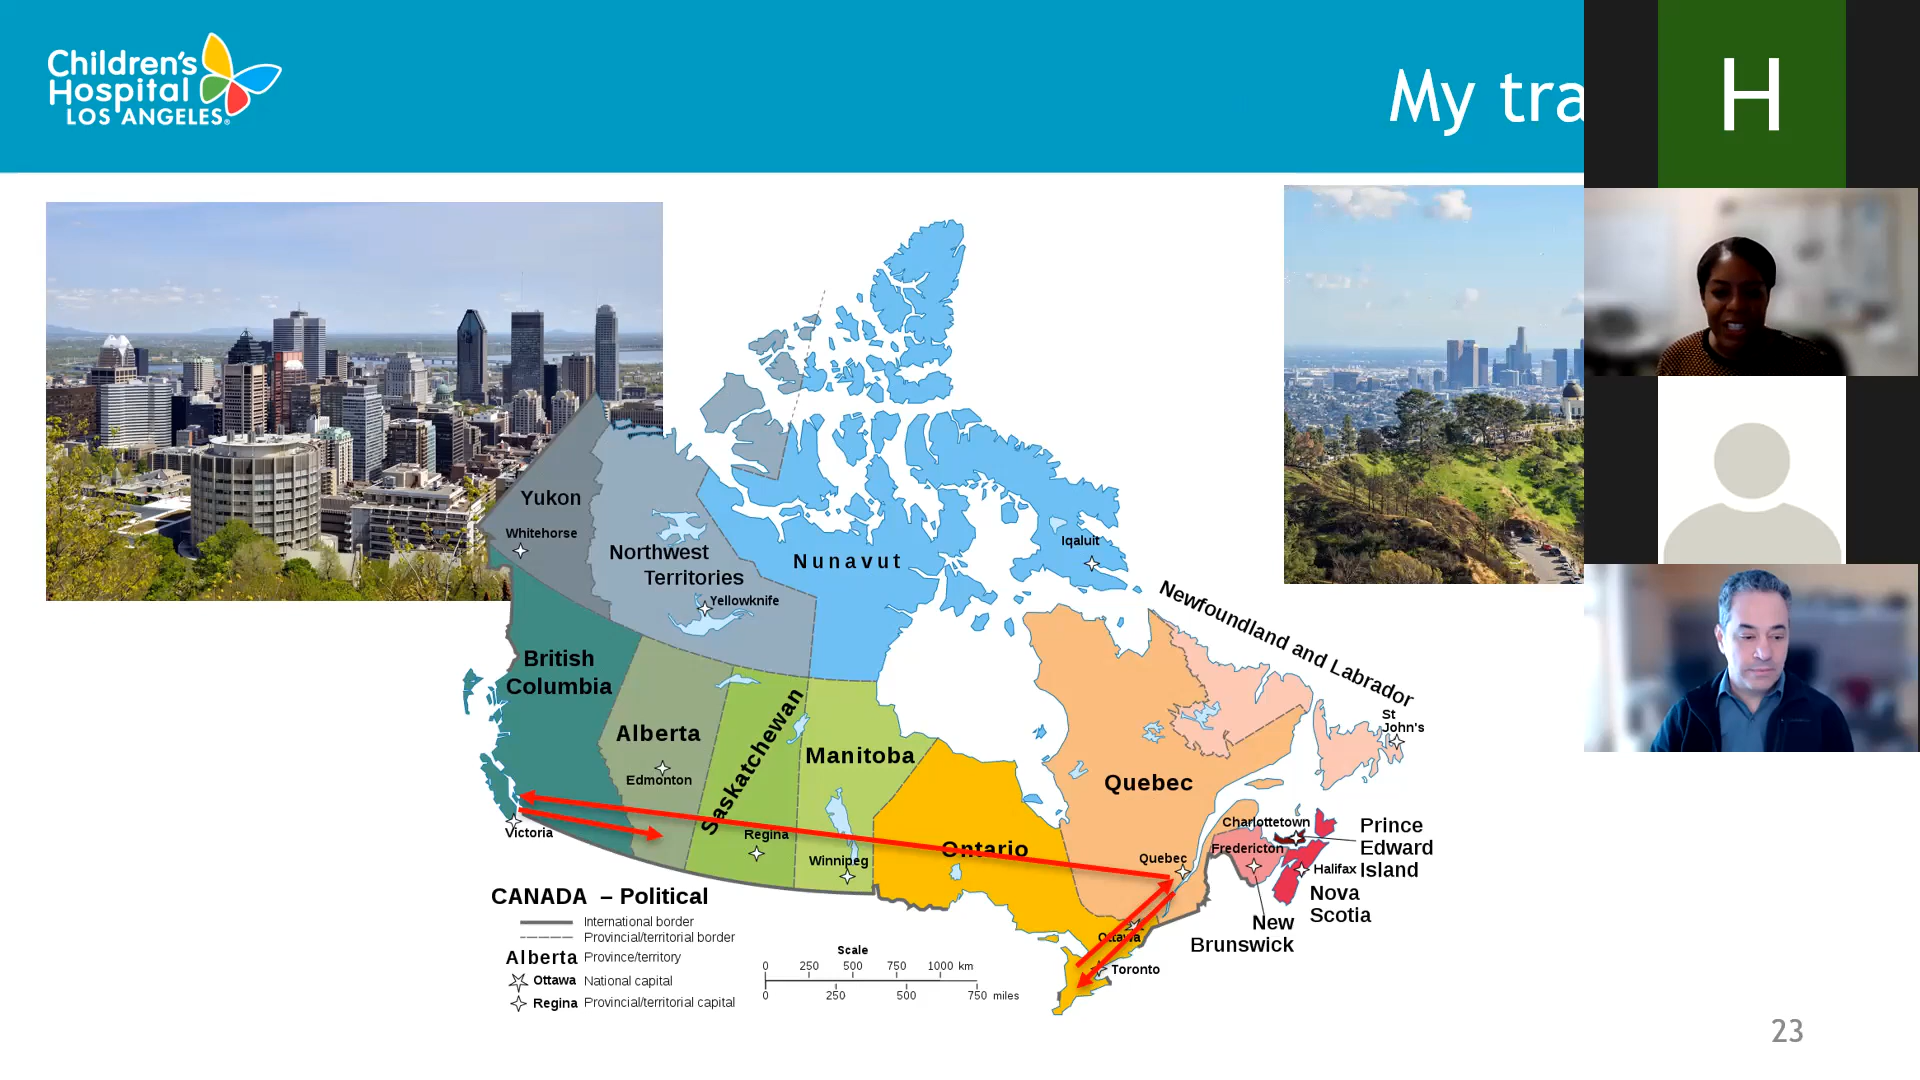 Children's
Hospital
LOS ANGELES®
My tra
H
Yukon
Whitehorse
Northwest
Territories
Yellowknife
Nunavut
Iqaluit
Newfoundland and Labrador
St
John's
British
Columbia
Alberta
Edmonton
Saskatchewan
Regina
Manitoba
Winnipeg
Victoria
Ontario
Quebec
Quebec
Ottawa
Toronto
Charlottetown
Fredericton
Prince
Edward
Island
Halifax
Nova
Scotia
New
Brunswick
CANADA – Political
International border
Provincial/territorial border
Alberta Province/territory
Ottawa National capital
Regina Provincial/territorial capital
Scale
0 250 500 750 1000 km
0 250 500 750 miles
23